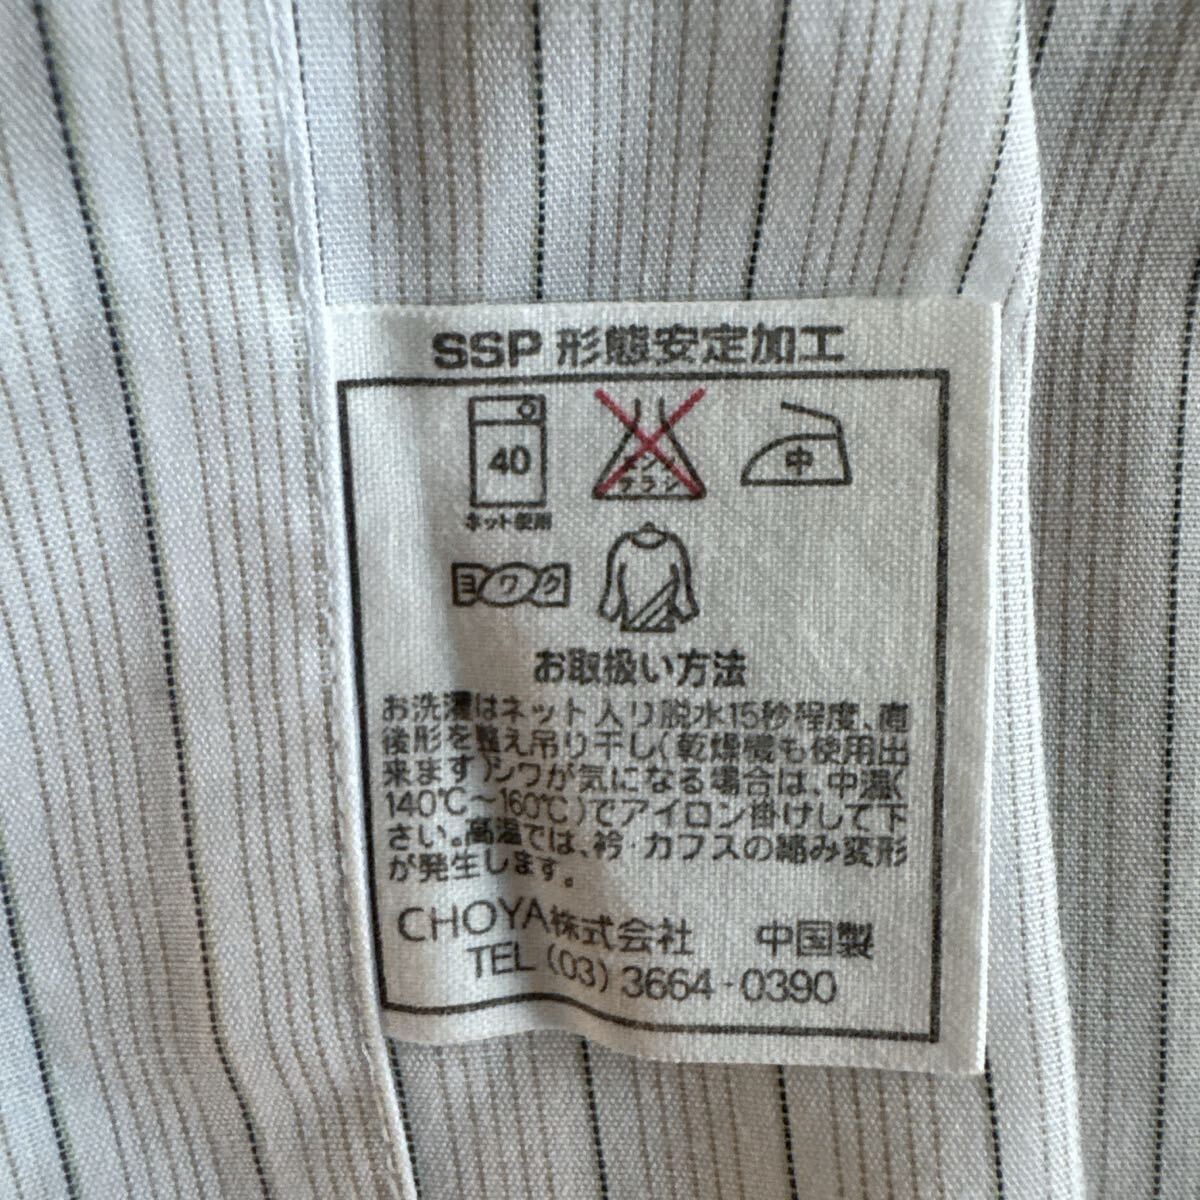 SSP 形態安定加工
40
エンソ
テラン
中
ネット使用
ヨワク
お取扱い方法
お洗濯はネット入り脱水15秒程度、直
後形を整え吊り干し(乾燥機も使用出
来ます)シワが気になる場合は、中温(
140℃〜160℃)でアイロン掛けして下
さい。高温では、衿・カフスの縮み変形
が発生します。
CHOYA株式会社 中国製
TEL (03) 3664-0390